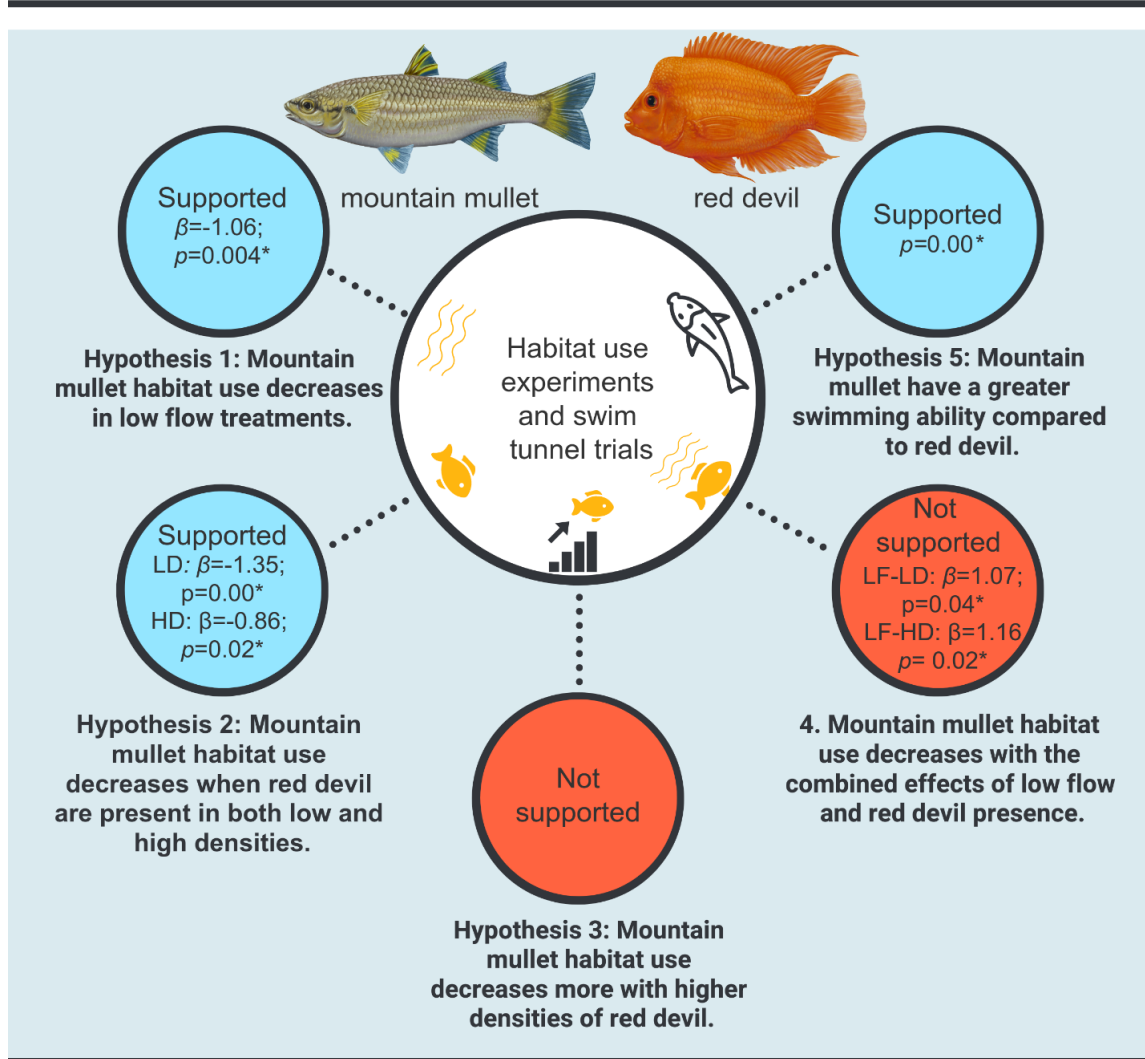 mountain mullet
red devil
Supported
β=-1.06;
p=0.004*
Hypothesis 1: Mountain
mullet habitat use decreases
in low flow treatments.
Habitat use
experiments
and swim
tunnel trials
Supported
p=0.00*
Hypothesis 5: Mountain
mullet have a greater
swimming ability compared
to red devil.
Supported
LD: β=-1.35;
p=0.00*
HD: β=-0.86;
p=0.02*
Hypothesis 2: Mountain
mullet habitat use
decreases when red devil
are present in both low and
high densities.
Not
supported
LF-LD: β=1.07;
p=0.04*
LF-HD: β=1.16
p= 0.02*
4. Mountain mullet habitat
use decreases with the
combined effects of low flow
and red devil presence.
Not
supported
Hypothesis 3: Mountain
mullet habitat use
decreases more with higher
densities of red devil.